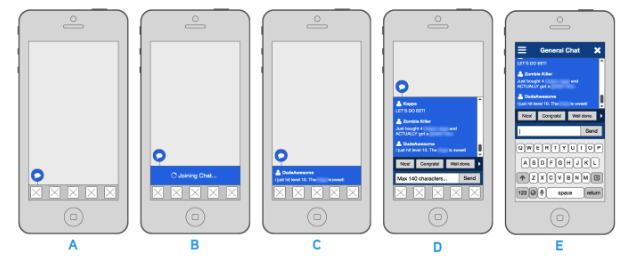 Joining Chat...
DudeAwesome
I just hit level 10. The is sweet!
Kappa
LET'S DO EET!
Zombie Killer
Just bought 4 and
ACTUALLY got a
DudeAwesome
I just hit level 10. The is sweet!
Nice! Congrats! Well done.
Max 140 characters... Send
General Chat
LET'S DO EET!
Zombie Killer
Just bought 4 and
ACTUALLY got a
DudeAwesome
I just hit level 10. The is sweet!
Nice! Congrats! Well done.
Send
Q W E R T Y U I O P
A S D F G H J K L
Z X C V B N M
123 space return
A B C D E